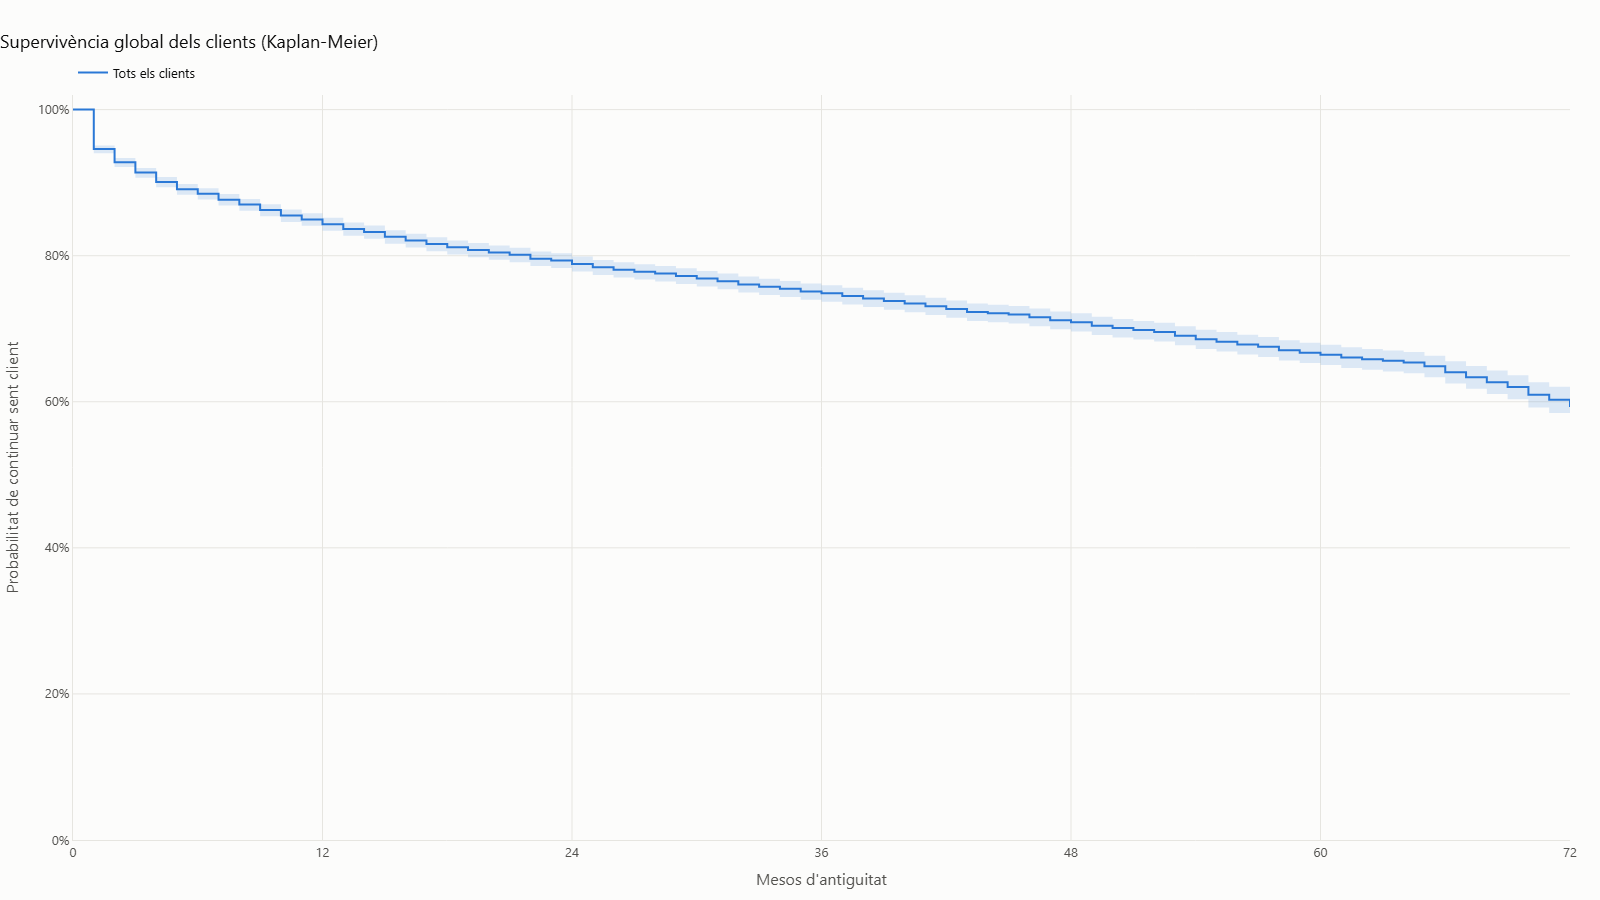 Supervivència global dels clients (Kaplan-Meier)
Tots els clients
Probabilitat de continuar sent client
100%
80%
60%
40%
20%
0%
0 12 24 36 48 60 72
Mesos d'antiguitat